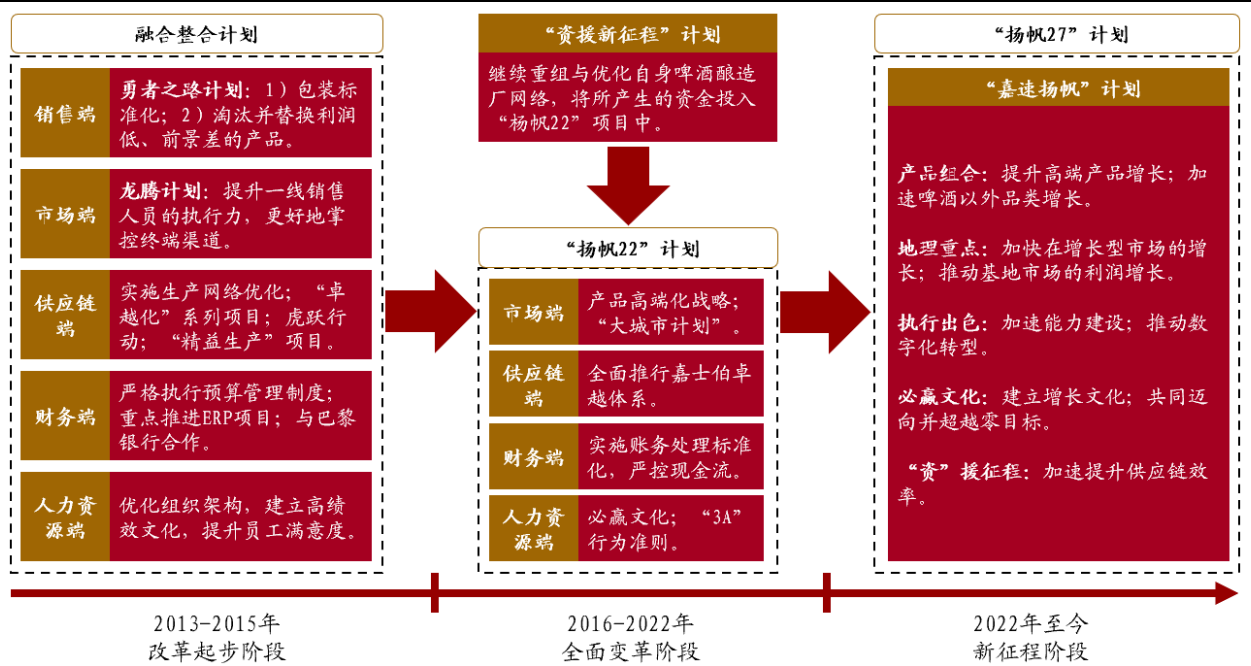 融合整合计划
销售端
勇者之路计划：1）包装标
准化；2）淘汰并替换利润
低、前景差的产品。
市场端
龙腾计划：提升一线销售
人员的执行力，更好地掌
控终端渠道。
供应链
端
实施生产网络优化；“卓
越化”系列项目；虎跃行
动；“精益生产”项目。
财务端
严格执行预算管理制度；
重点推进ERP项目；与巴黎
银行合作。
人力资
源端
优化组织架构，建立高绩
效文化，提升员工满意度。
“资援新征程”计划
继续重组与优化自身啤酒酿造
厂网络，将所产生的资金投入
“扬帆22”项目中。
“扬帆22”计划
市场端
产品高端化战略；
“大城市计划”。
供应链
端
全面推行嘉士伯卓
越体系。
财务端
实施账务处理标准
化，严控现金流。
人力资
源端
必赢文化；“3A”
行为准则。
“扬帆27”计划
“嘉速扬帆”计划
产品组合：提升高端产品增长；加
速啤酒以外品类增长。
地理重点：加快在增长型市场的增
长；推动基地市场的利润增长。
执行出色：加速能力建设；推动数
字化转型。
必赢文化：建立增长文化；共同迈
向并超越零目标。
“资”援征程：加速提升供应链效
率。
2013-2015年
改革起步阶段
2016-2022年
全面变革阶段
2022年至今
新征程阶段